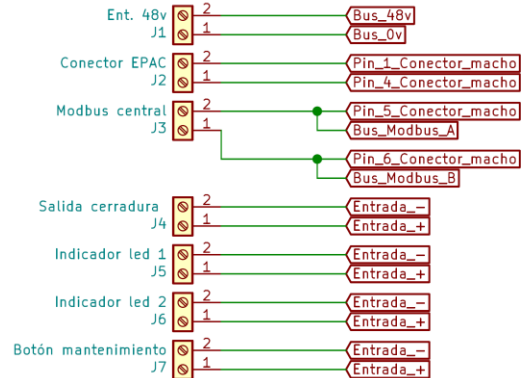 Ent. 48v 2 Bus_48v
J1 1 Bus_0v
Conector EPAC 2 Pin_1_Conector_macho
J2 1 Pin_4_Conector_macho
Modbus central 2 Pin_5_Conector_macho
J3 1 Bus_Modbus_A
Pin_6_Conector_macho
Bus_Modbus_B
Salida cerradura 2 Entrada_-
J4 1 Entrada_+
Indicador led 1 2 Entrada_-
J5 1 Entrada_+
Indicador led 2 2 Entrada_-
J6 1 Entrada_+
Botón mantenimiento 2 Entrada_-
J7 1 Entrada_+